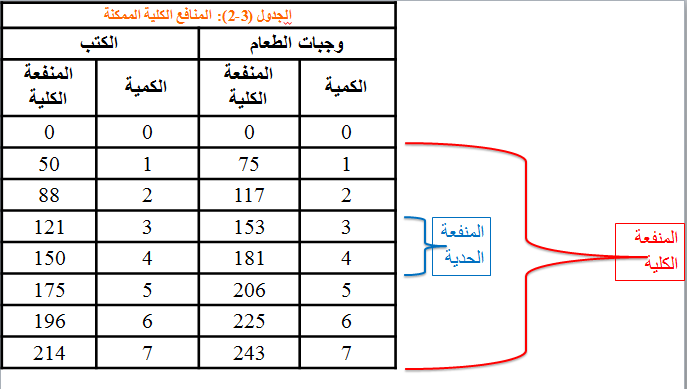 الجدول (3-2): المنافع الكلية الممكنة
وجبات الطعام الكتب
الكمية المنفعة الكلية الكمية المنفعة الكلية
0 0 0 0
1 75 1 50
2 117 2 88
3 153 3 121
4 181 4 150
5 206 5 175
6 225 6 196
7 243 7 214
المنفعة
الحدية
المنفعة
الكلية